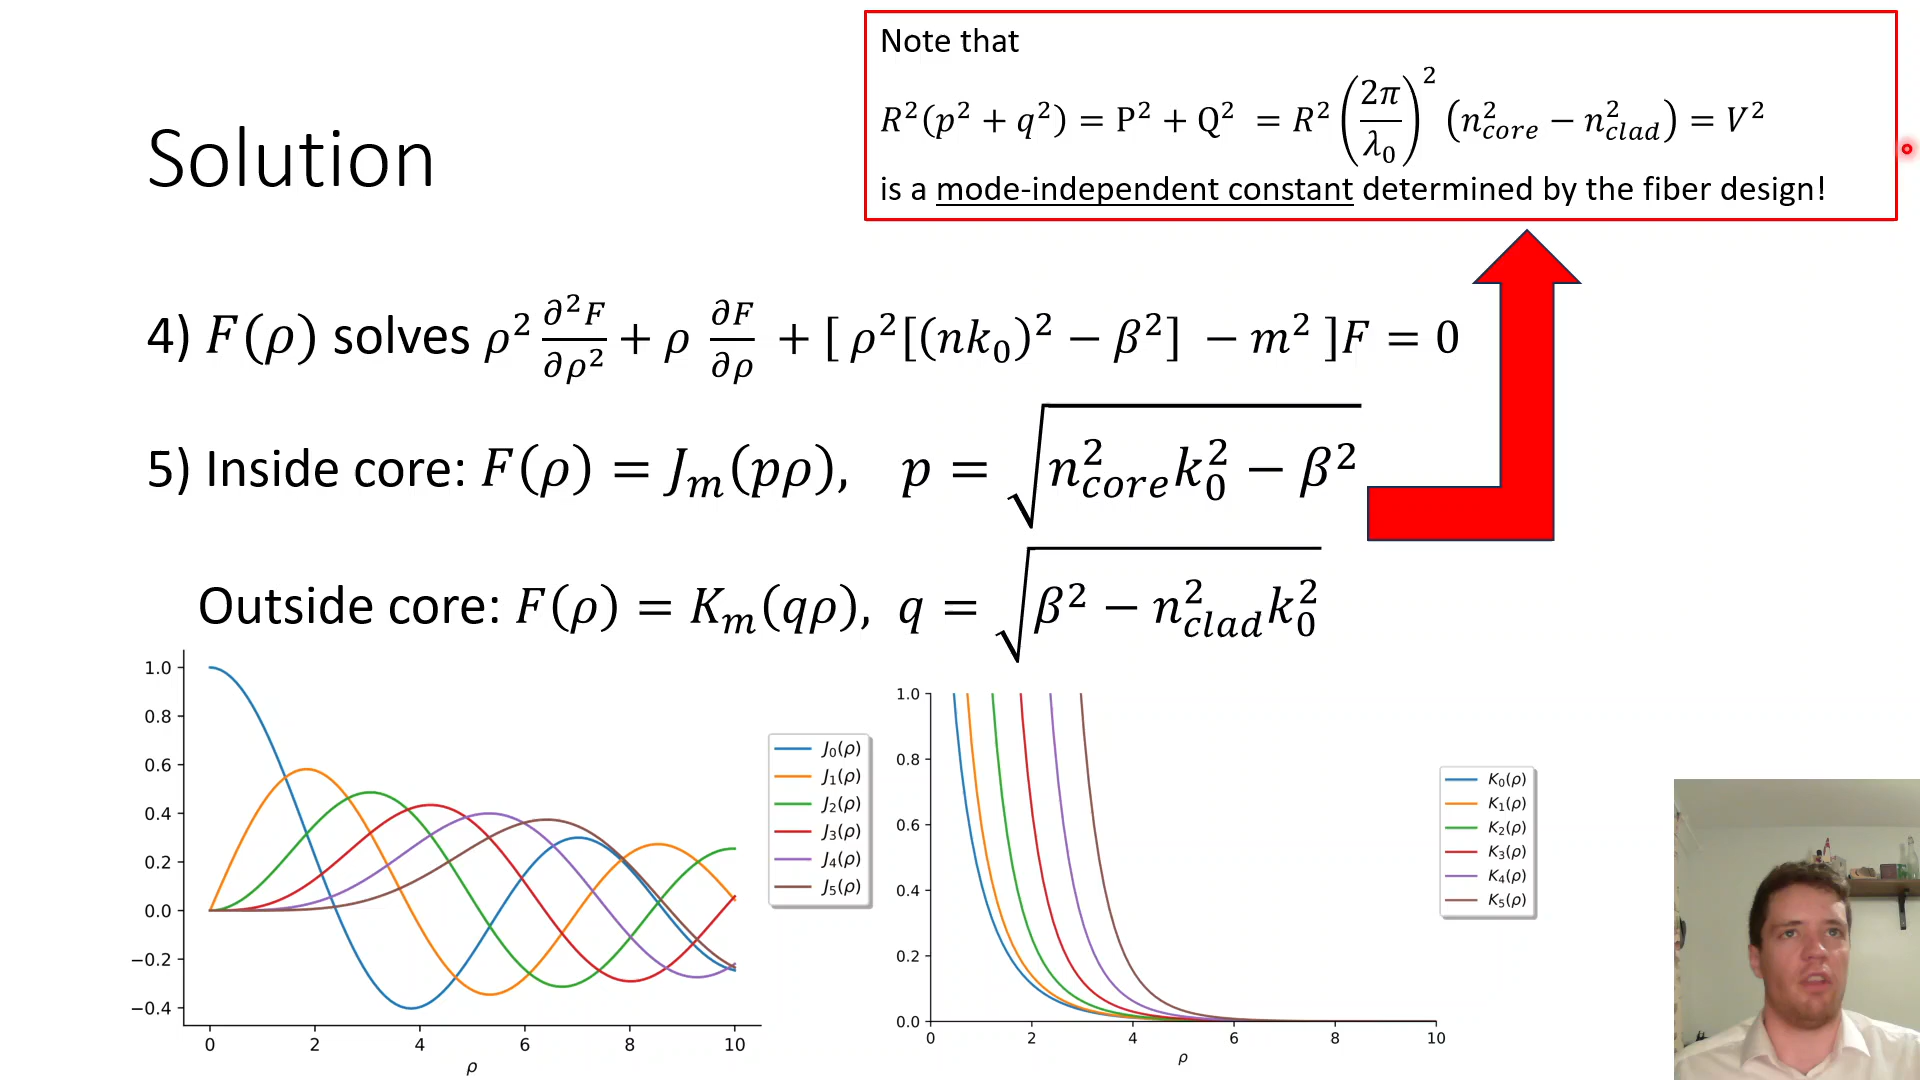 Note that
R²(p² + q²) = P² + Q² = R² (2π/λ₀)² (n²_core − n²_clad) = V²
is a mode-independent constant determined by the fiber design!
Solution
4) F(ρ) solves ρ² ∂²F/∂ρ² + ρ ∂F/∂ρ + [ ρ²[(nk₀)² − β²] − m² ]F = 0
5) Inside core: F(ρ) = J_m(pρ), p = √(n²_core k₀² − β²)
Outside core: F(ρ) = K_m(qρ), q = √(β² − n²_clad k₀²)
1.0
0.8
0.6
0.4
0.2
0.0
−0.2
−0.4
0 2 4 6 8 10
ρ
J₀(ρ)
J₁(ρ)
J₂(ρ)
J₃(ρ)
J₄(ρ)
J₅(ρ)
1.0
0.8
0.6
0.4
0.2
0.0
0 2 4 6 8 10
ρ
K₀(ρ)
K₁(ρ)
K₂(ρ)
K₃(ρ)
K₄(ρ)
K₅(ρ)